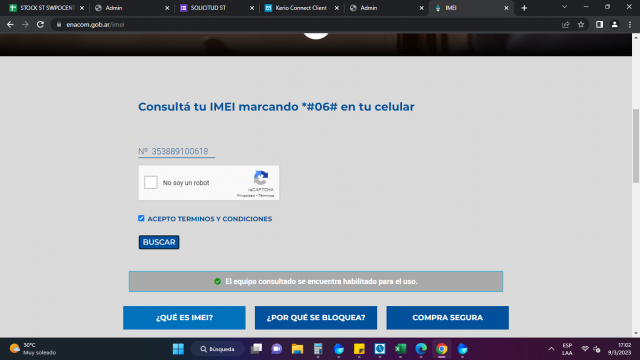 STOCK ST SWPOCENT
Admin
SOLICITUD ST
Kerio Connect Client -
Admin
IMEI
enacom.gob.ar/imei
Consultá tu IMEI marcando *#06# en tu celular
Nº 353889100618
No soy un robot
reCAPTCHA
Privacidad - Términos
ACEPTO TERMINOS Y CONDICIONES
BUSCAR
El equipo consultado se encuentra habilitado para el uso.
¿QUÉ ES IMEI?
¿POR QUÉ SE BLOQUEA?
COMPRA SEGURA
30°C
Muy soleado
Búsqueda
ESP
LAA
17:02
9/3/2023